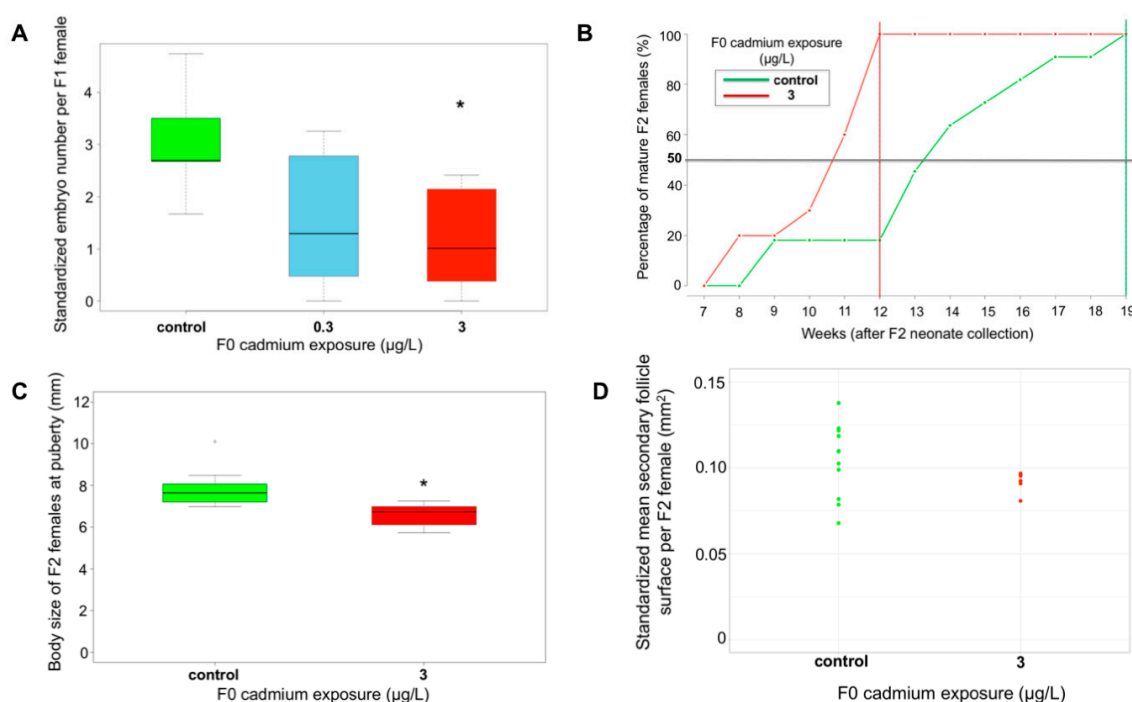 A
Standardized embryo number per F1 female
4
3
2
1
0
*
control
0.3
3
F0 cadmium exposure (µg/L)
B
Percentage of mature F2 females (%)
100
80
60
50
40
20
0
F0 cadmium exposure
(µg/L)
control
3
7 8 9 10 11 12 13 14 15 16 17 18 19
Weeks (after F2 neonate collection)
C
Body size of F2 females at puberty (mm)
12
10
8
6
4
2
0
*
control
3
F0 cadmium exposure (µg/L)
D
Standardized mean secondary follicle
surface per F2 female (mm²)
0.15
0.10
0.05
0
control
3
F0 cadmium exposure (µg/L)